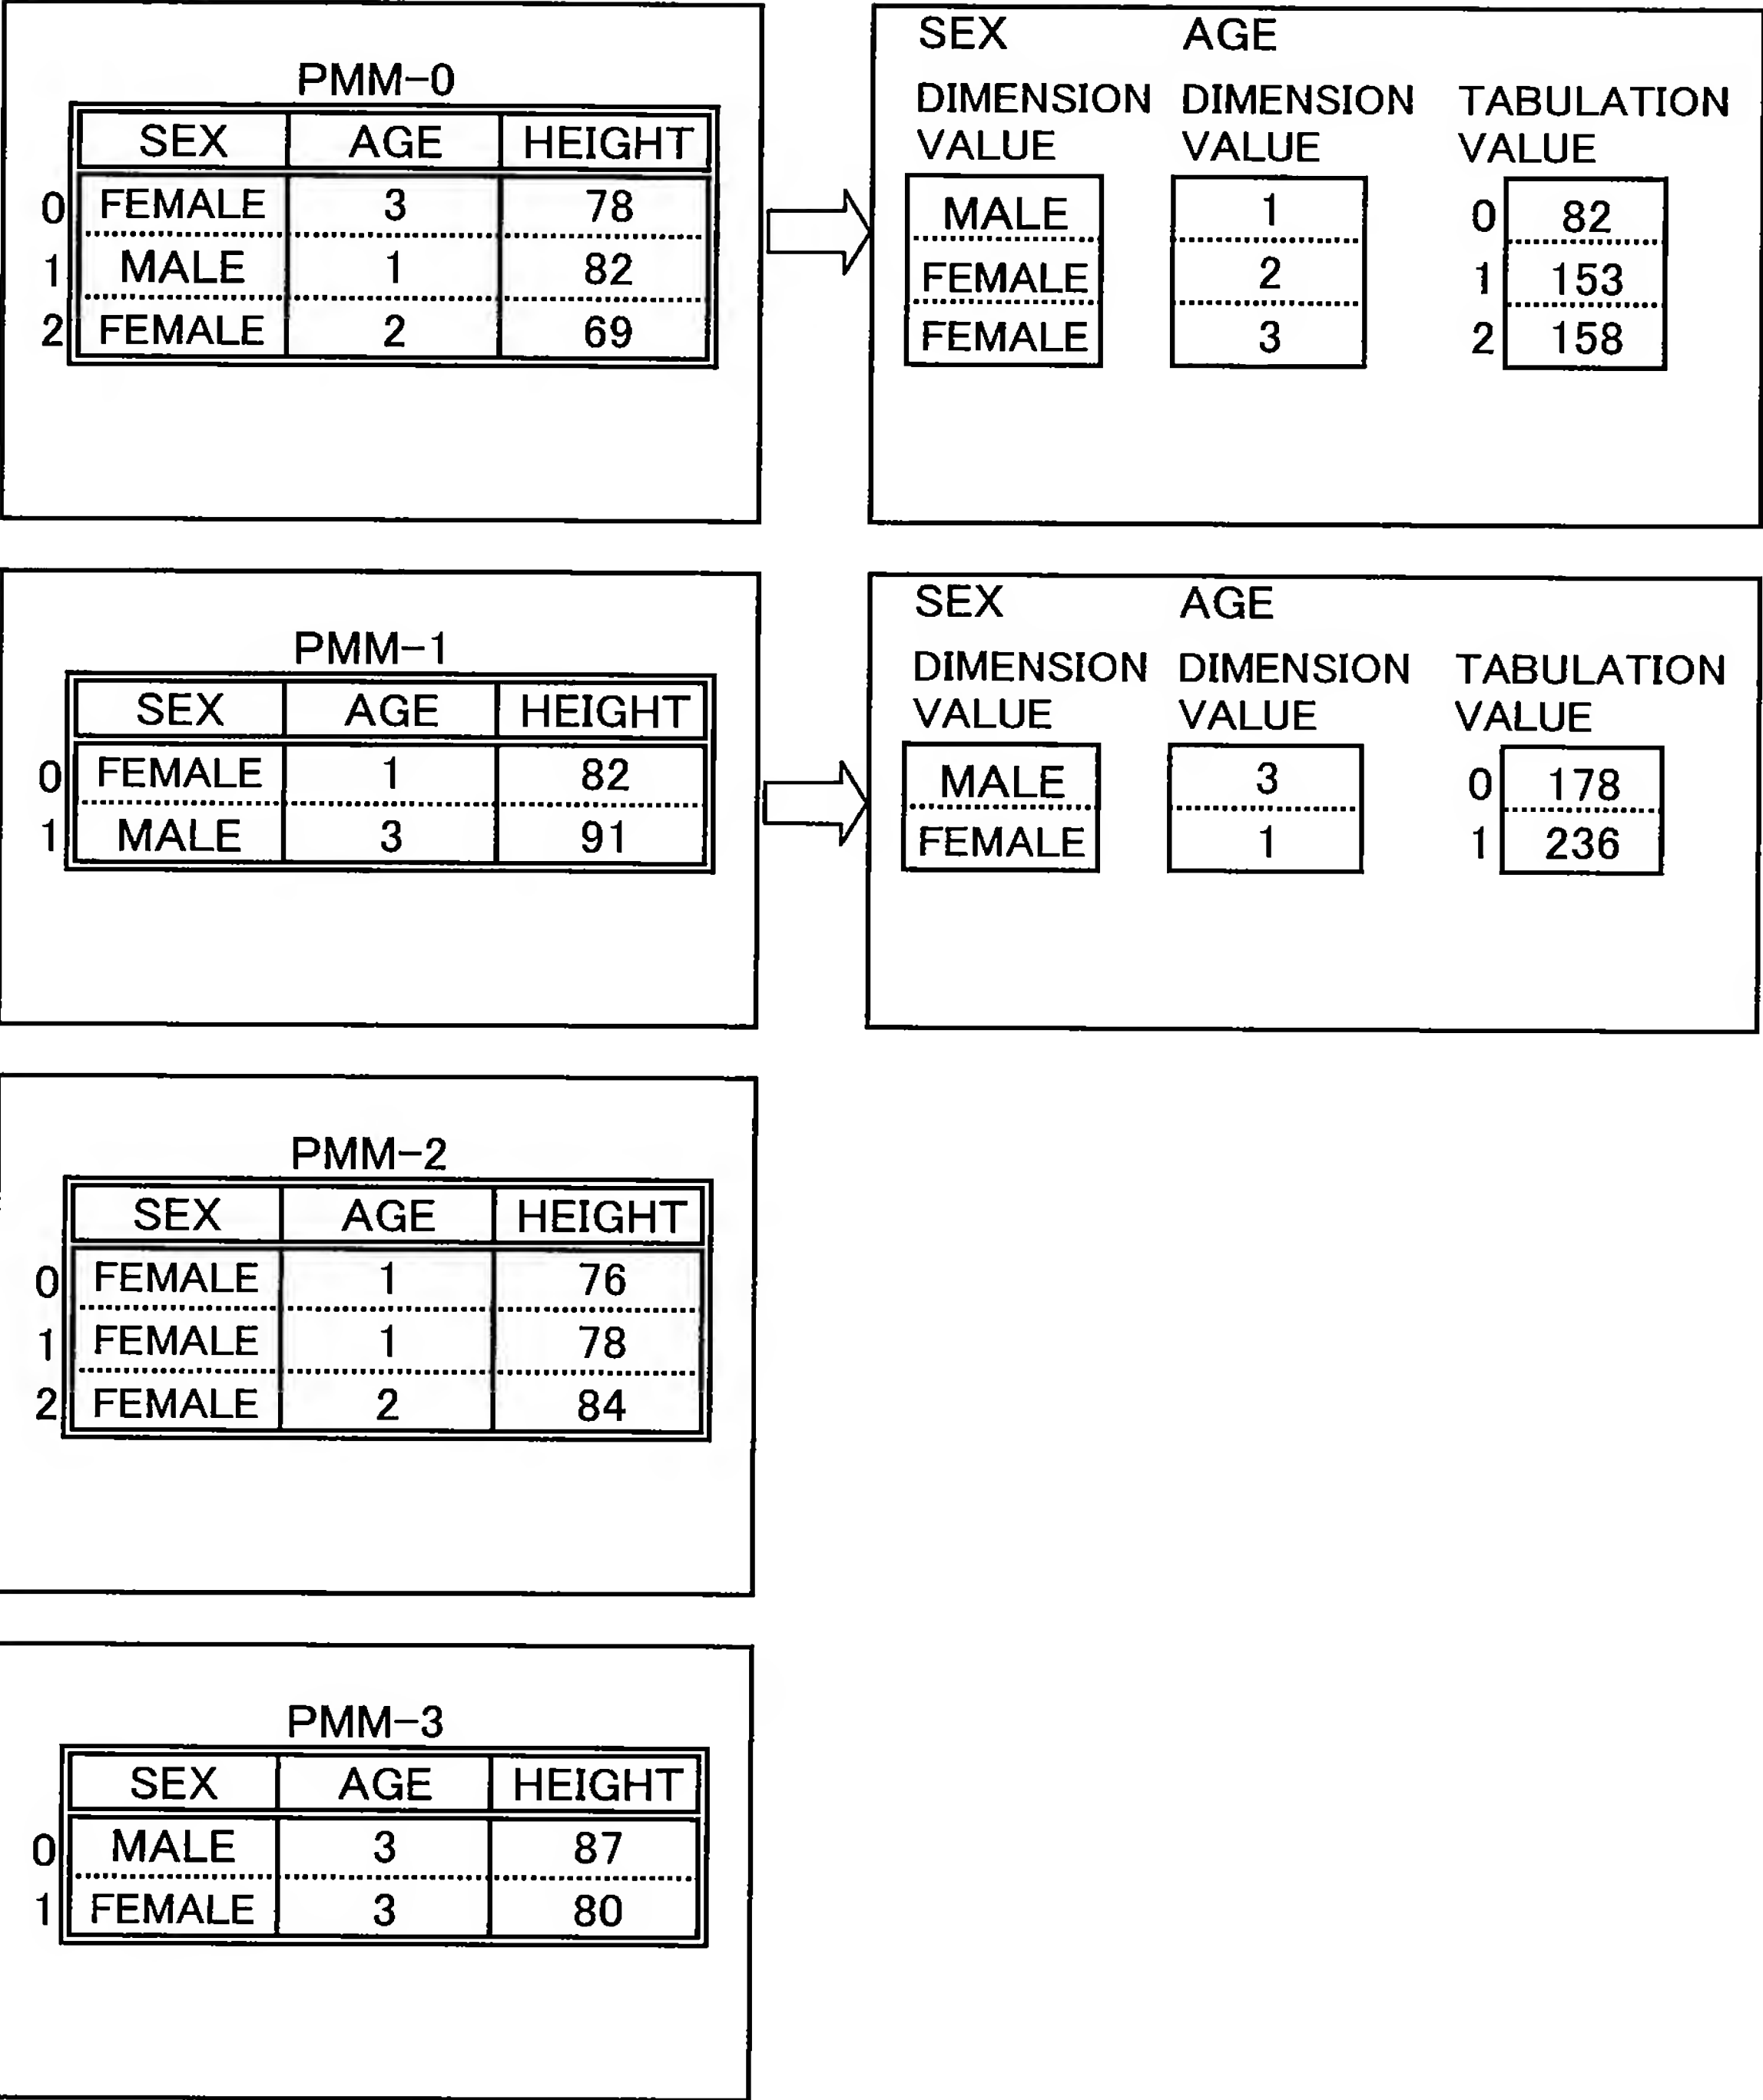 PMM-0
SEX AGE HEIGHT
0 FEMALE 3 78
1 MALE 1 82
2 FEMALE 2 69
SEX AGE
DIMENSION DIMENSION TABULATION
VALUE VALUE VALUE
MALE 1 0 82
FEMALE 2 1 153
FEMALE 3 2 158
PMM-1
SEX AGE HEIGHT
0 FEMALE 1 82
1 MALE 3 91
SEX AGE
DIMENSION DIMENSION TABULATION
VALUE VALUE VALUE
MALE 3 0 178
FEMALE 1 1 236
PMM-2
SEX AGE HEIGHT
0 FEMALE 1 76
1 FEMALE 1 78
2 FEMALE 2 84
PMM-3
SEX AGE HEIGHT
0 MALE 3 87
1 FEMALE 3 80